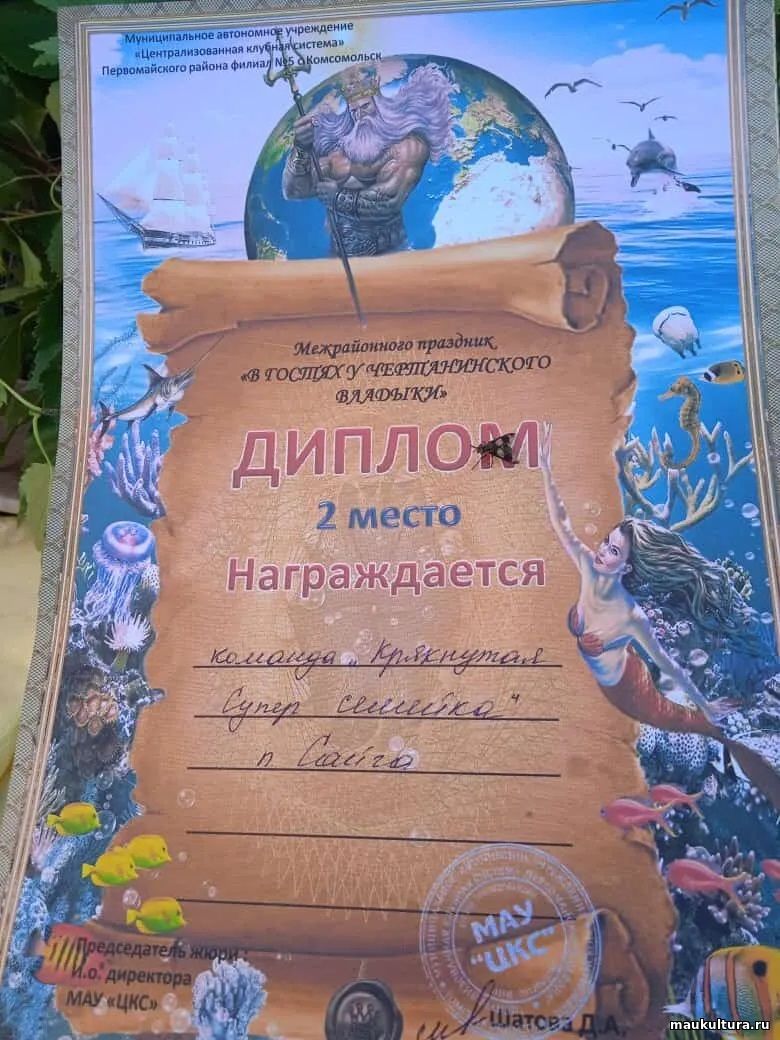 Муниципальное автономное учреждение
«Централизованная клубная система»
Первомайского района филиал №5 с.Комсомольск
Межрайонного праздник
«В ГОСТЯХ У ЧЕРТАНИНСКОГО
ВЛАДЫКИ»
ДИПЛОМ
2 место
Награждается
команда „Крякнутая
Супер семейка"
п Сайга
МАУ
"ЦКС"
Председатель жюри :
И.о. директора
МАУ «ЦКС»
Шатова Д.А.
maukultura.ru